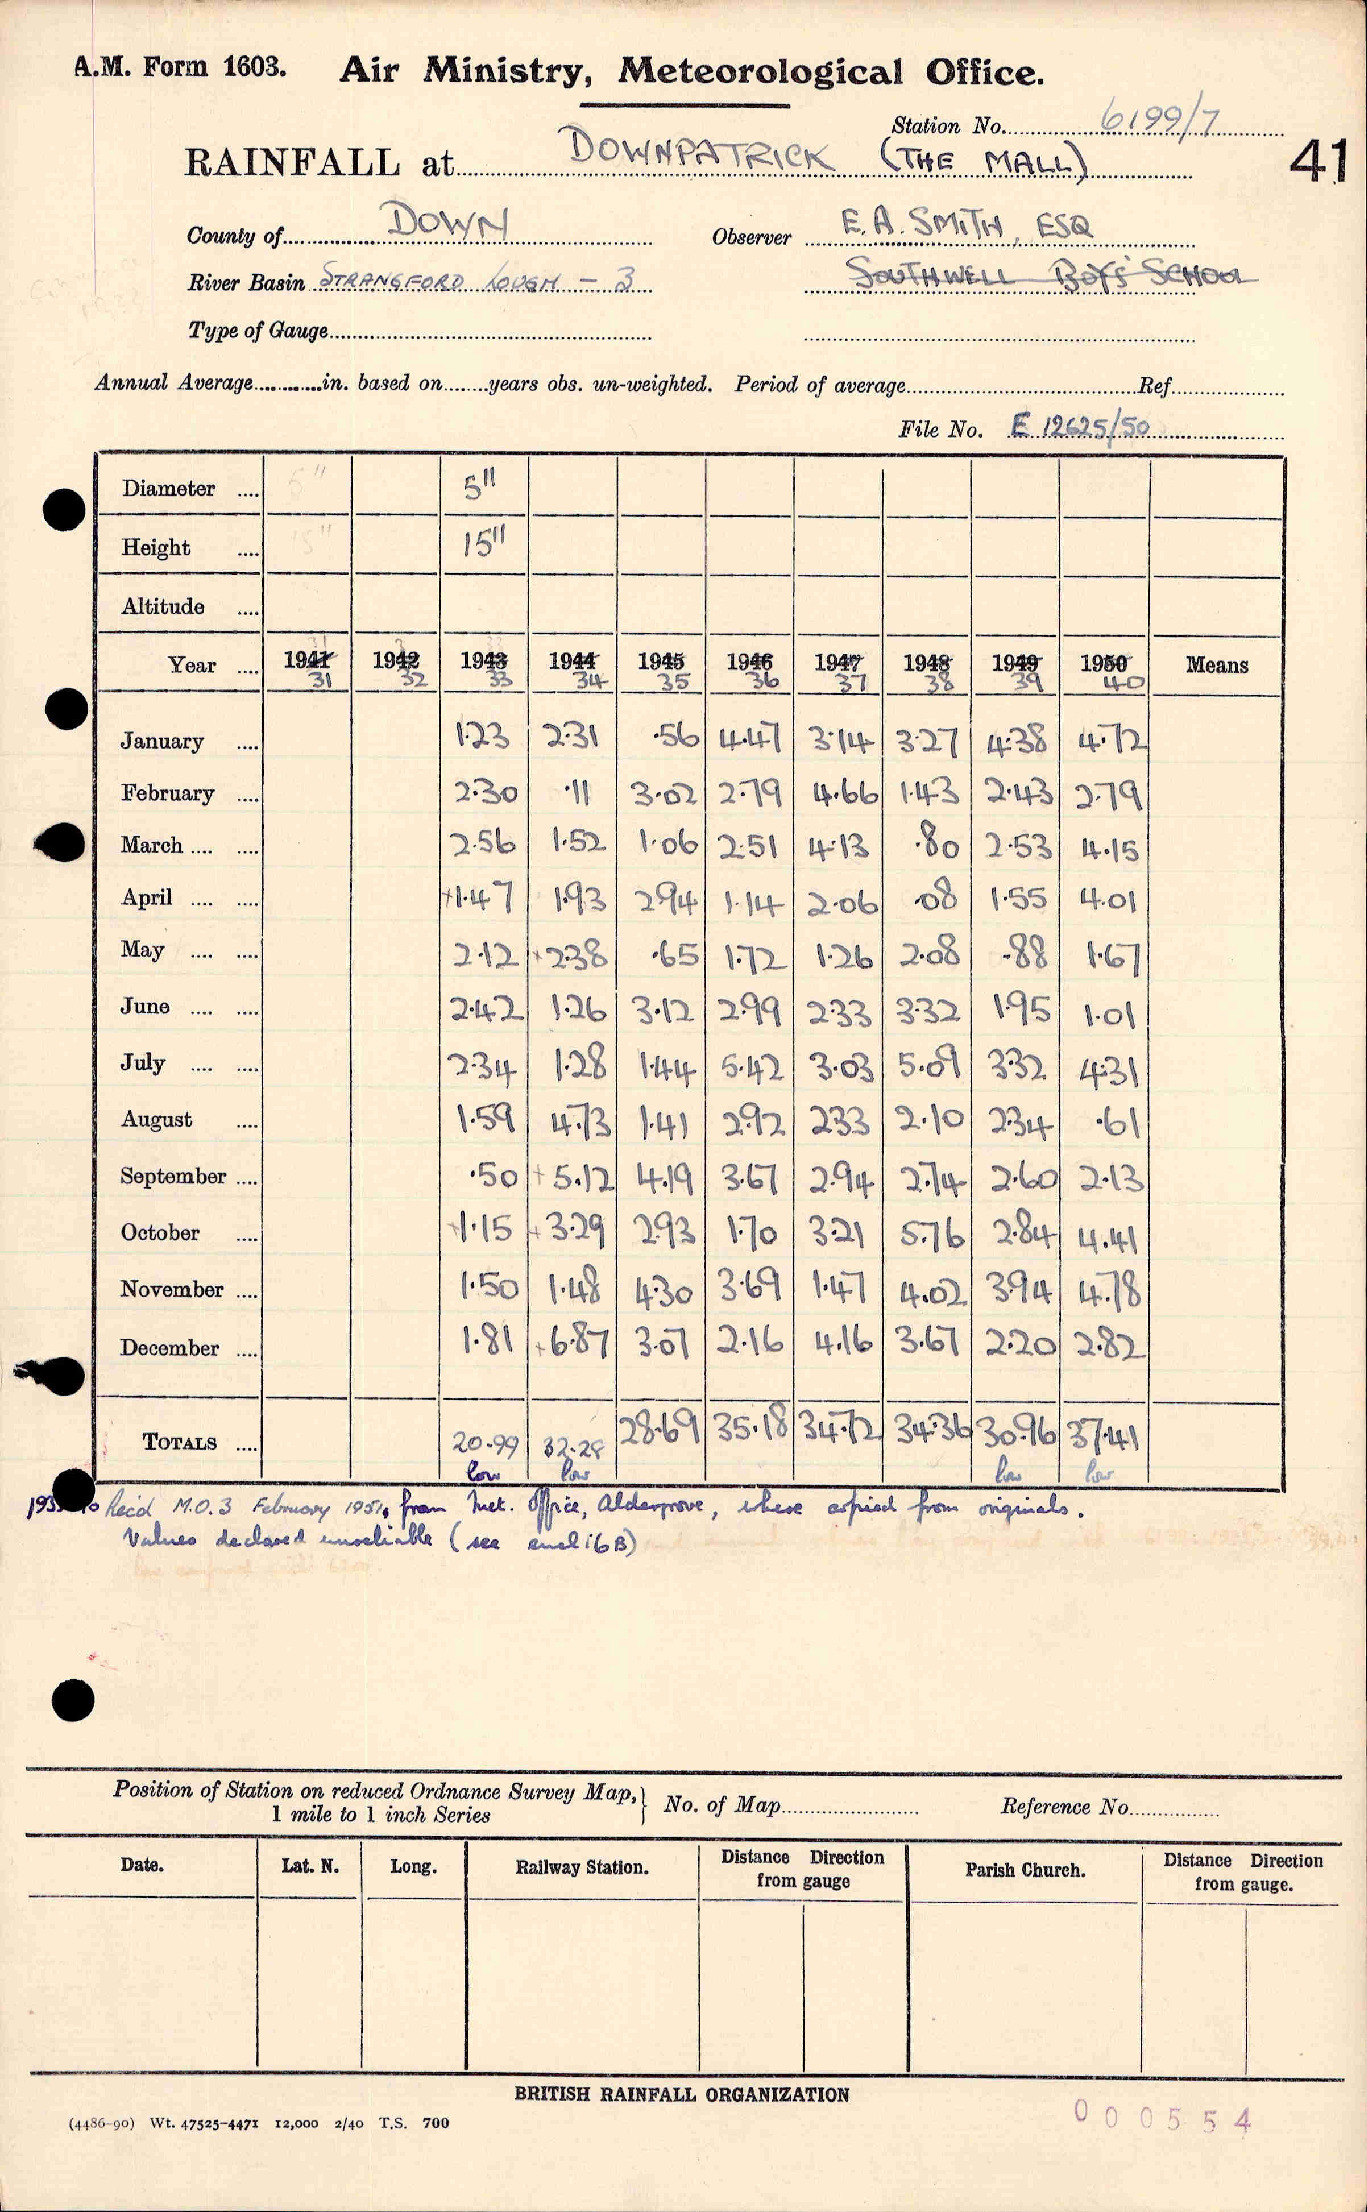 A.M. Form 1603. Air Ministry, Meteorological Office.
Station No. 6199/7
RAINFALL at DOWNPATRICK (THE MALL) 41
County of DOWN Observer E. A. SMITH, ESQ
River Basin STRANGFORD LOUGH – 3 SOUTHWELL BOYS' SCHOOL
Type of Gauge
Annual Average in. based on years obs. un-weighted. Period of average Ref.
File No. E 12625/50
Diameter 5" 5"
Height 15" 15"
Altitude
Year 1941 1942 1943 1944 1945 1946 1947 1948 1949 1950 Means
31 32 33 34 35 36 37 38 39 40
January 1.23 2.31 .56 4.47 3.14 3.27 4.38 4.72
February 2.30 .11 3.02 2.79 4.66 1.43 2.43 2.79
March 2.56 1.52 1.06 2.51 4.13 .80 2.53 4.15
April +1.47 1.93 2.94 1.14 2.06 .08 1.55 4.01
May 2.12 +2.38 .65 1.72 1.26 2.08 .88 1.67
June 2.42 1.26 3.12 2.99 2.33 3.32 1.95 1.01
July 2.34 1.28 1.44 5.42 3.03 5.09 3.32 4.31
August 1.59 4.73 1.41 2.92 2.33 2.10 2.34 .61
September .50 +5.12 4.19 3.67 2.94 2.74 2.60 2.13
October +1.15 +3.29 2.93 1.70 3.21 5.76 2.84 4.41
November 1.50 1.48 4.30 3.69 1.47 4.02 3.94 4.78
December 1.81 +6.87 3.07 2.16 4.16 3.67 2.20 2.82
TOTALS 20.99 32.28 28.69 35.18 34.72 34.36 30.96 37.41
low low low low
Rec'd M.O.3 February 1951, from Met. Office, Aldergrove, where copied from originals.
Values declared unreliable (see encl 16B)
Position of Station on reduced Ordnance Survey Map, } No. of Map Reference No.
1 mile to 1 inch Series
Date. Lat. N. Long. Railway Station. Distance Direction from gauge Parish Church. Distance Direction from gauge.
BRITISH RAINFALL ORGANIZATION
(4486-90) Wt. 47525-4471 12,000 2/40 T.S. 700
000554